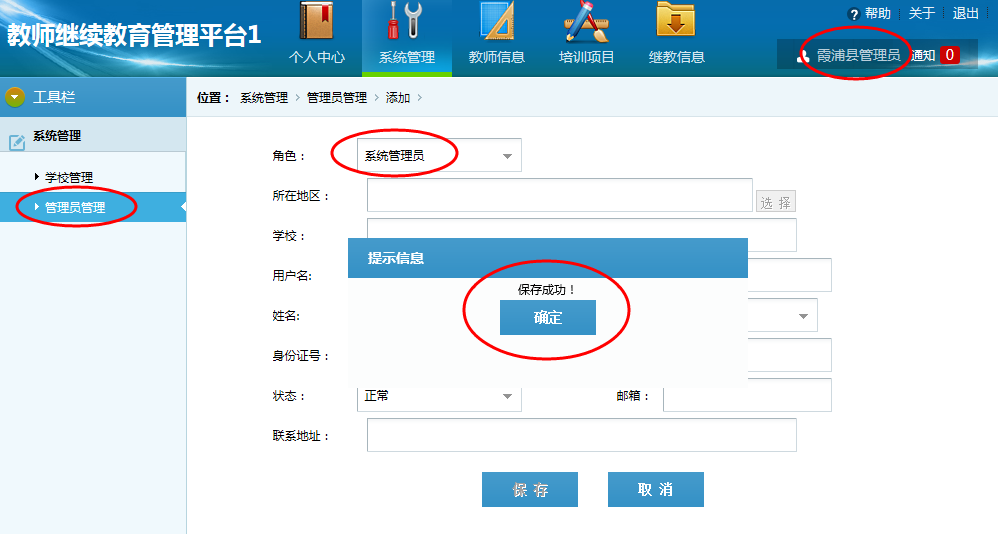 教师继续教育管理平台1
个人中心
系统管理
教师信息
培训项目
继教信息
帮助
关于
退出
霞浦县管理员
通知 0
工具栏
位置： 系统管理 > 管理员管理 > 添加 >
系统管理
学校管理
管理员管理
角色：
系统管理员
所在地区：
选 择
学校：
提示信息
用户名:
保存成功！
确定
姓名:
身份证号：
状态：
正常
邮箱：
联系地址：
保 存
取 消